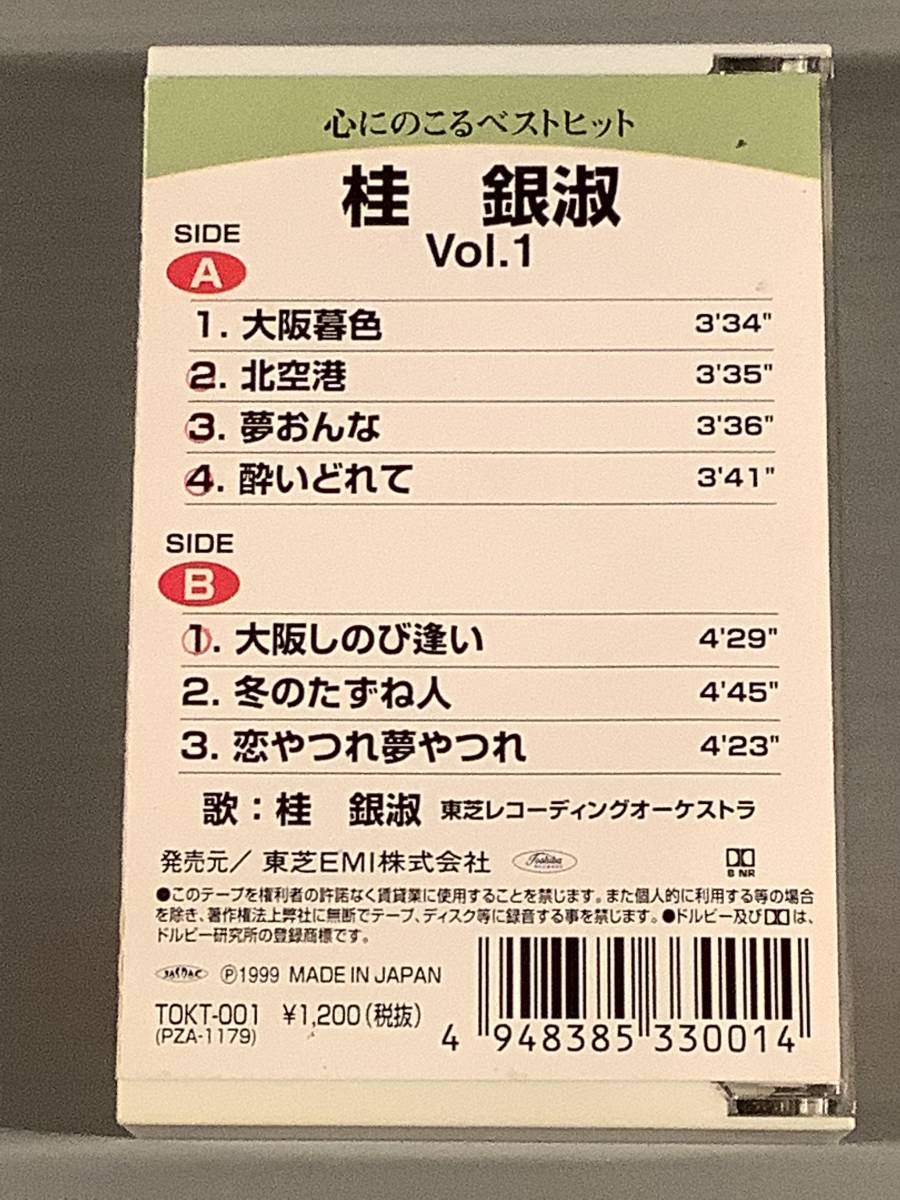 心にのこるベストヒット
桂 銀淑
Vol.1
SIDE
A
1. 大阪暮色 3'34"
2. 北空港 3'35"
3. 夢おんな 3'36"
4. 酔いどれて 3'41"
SIDE
B
1. 大阪しのび逢い 4'29"
2. 冬のたずね人 4'45"
3. 恋やつれ夢やつれ 4'23"
歌：桂 銀淑 東芝レコーディングオーケストラ
発売元／東芝EMI株式会社 Toshiba RECORDS
B NR
●このテープを権利者の許諾なく賃貸業に使用することを禁じます。また個人的に利用する等の場合
を除き、著作権法上弊社に無断でテープ、ディスク等に録音する事を禁じます。●ドルビー及びは、
ドルビー研究所の登録商標です。
JASRAC Ⓟ1999 MADE IN JAPAN
TOKT-001 ¥1,200(税抜)
(PZA-1179)
4 948385 330014